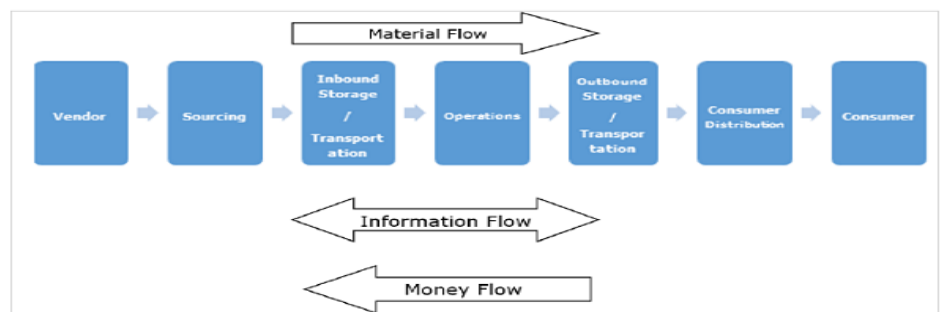 Material Flow
Vendor
Sourcing
Inbound
Storage
/
Transport
ation
Operations
Outbound
Storage
/
Transpor
tation
Consumer
Distribution
Consumer
Information Flow
Money Flow